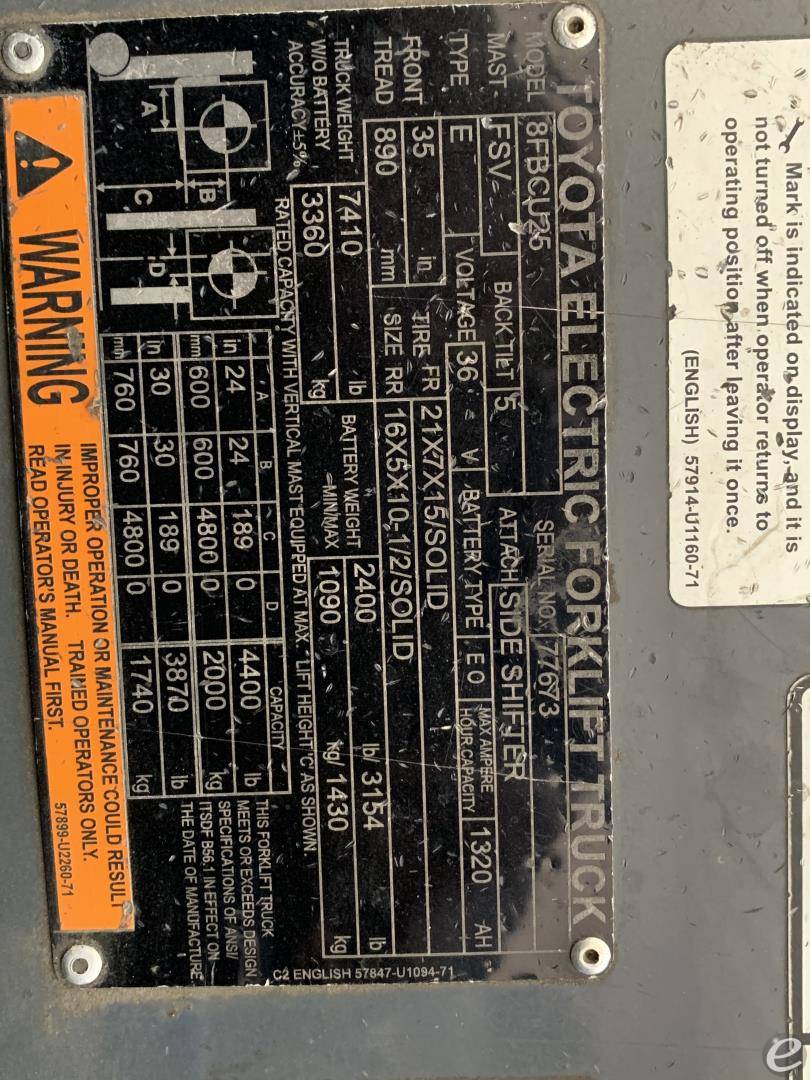 Mark is indicated on display, and it is
not turned off when operator returns to
operating position after leaving it once.
(ENGLISH) 57914-U1160-71
TOYOTA ELECTRIC FORKLIFT TRUCK
MODEL 8FBCU25 SERIAL NO. 77673
MAST FSV BACK TILT 5 ATTACH SIDE SHIFTER
TYPE E VOLTAGE 36 V BATTERY TYPE E O MAX AMPERE HOUR CAPACITY 1320 AH
FRONT 35 in TIRE FR 21X7X15/SOLID
TREAD 890 mm SIZE RR 16X5X10-1/2/SOLID
TRUCK WEIGHT 7410 lb BATTERY WEIGHT 2400 lb/ 3154 lb
W/O BATTERY 3360 kg MIN/MAX 1090 kg/ 1430 kg
ACCURACY ±5%
RATED CAPACITY WITH VERTICAL MAST EQUIPPED AT MAX. LIFT HEIGHT "C" AS SHOWN.
A B C D CAPACITY
in 24 24 189 0 4400 lb
mm 600 600 4800 0 2000 kg
in 30 30 189 0 3870 lb
mm 760 760 4800 0 1740 kg
A
B
C
D
THIS FORKLIFT TRUCK
MEETS OR EXCEEDS DESIGN
SPECIFICATIONS OF ANSI/
ITSDF B56.1 IN EFFECT ON
THE DATE OF MANUFACTURE
C2 ENGLISH 57847-U1094-71
WARNING
IMPROPER OPERATION OR MAINTENANCE COULD RESULT
IN INJURY OR DEATH. TRAINED OPERATORS ONLY.
READ OPERATOR'S MANUAL FIRST.
57899-U2260-71
e